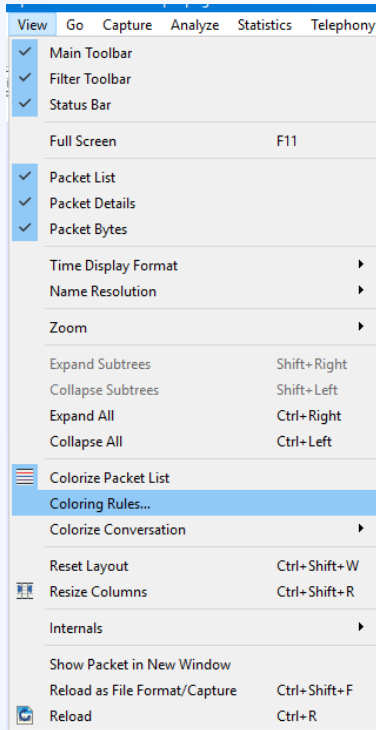 View Go Capture Analyze Statistics Telephony
Main Toolbar
Filter Toolbar
Status Bar
Full Screen F11
Packet List
Packet Details
Packet Bytes
Time Display Format
Name Resolution
Zoom
Expand Subtrees Shift+Right
Collapse Subtrees Shift+Left
Expand All Ctrl+Right
Collapse All Ctrl+Left
Colorize Packet List
Coloring Rules...
Colorize Conversation
Reset Layout Ctrl+Shift+W
Resize Columns Ctrl+Shift+R
Internals
Show Packet in New Window
Reload as File Format/Capture Ctrl+Shift+F
Reload Ctrl+R